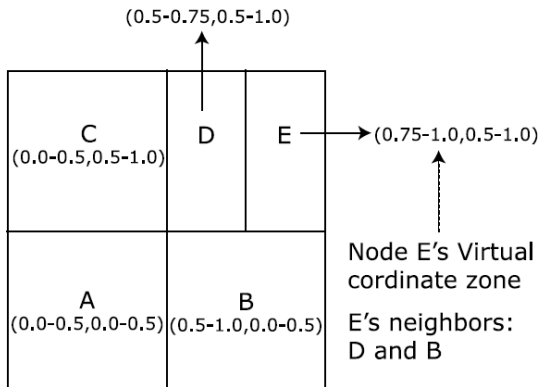 (0.5-0.75,0.5-1.0)
C
(0.0-0.5,0.5-1.0)
D
E
(0.75-1.0,0.5-1.0)
A
(0.0-0.5,0.0-0.5)
B
(0.5-1.0,0.0-0.5)
Node E's Virtual
cordinate zone
E's neighbors:
D and B